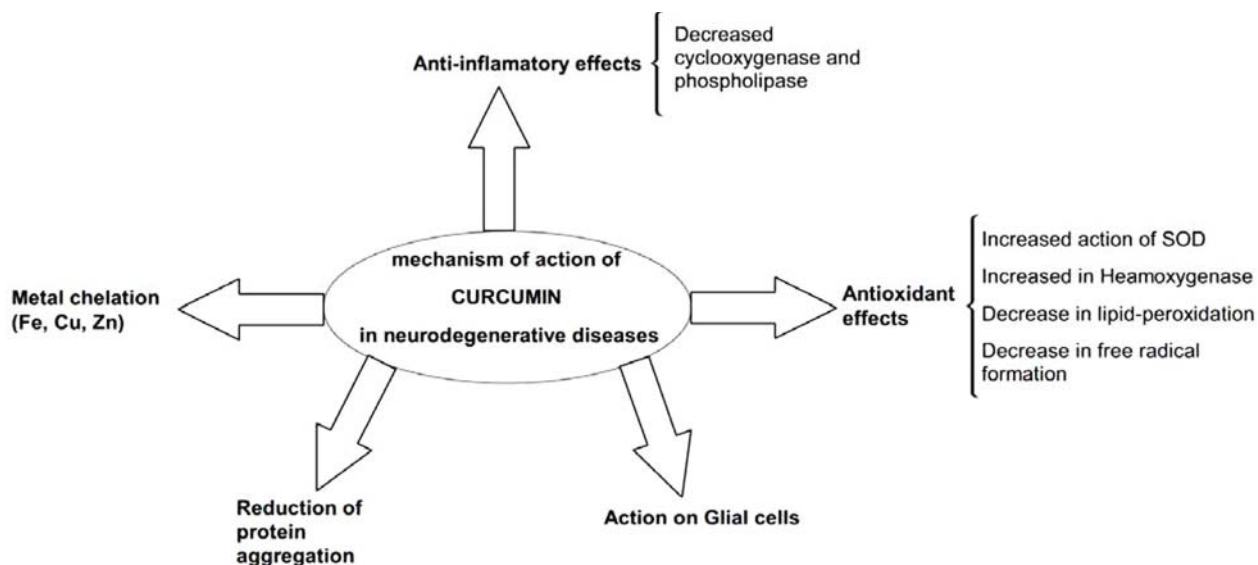 Anti-inflamatory effects
Decreased
cyclooxygenase and
phospholipase
mechanism of action of
CURCUMIN
in neurodegenerative diseases
Metal chelation
(Fe, Cu, Zn)
Antioxidant
effects
Increased action of SOD
Increased in Heamoxygenase
Decrease in lipid-peroxidation
Decrease in free radical
formation
Reduction of
protein
aggregation
Action on Glial cells